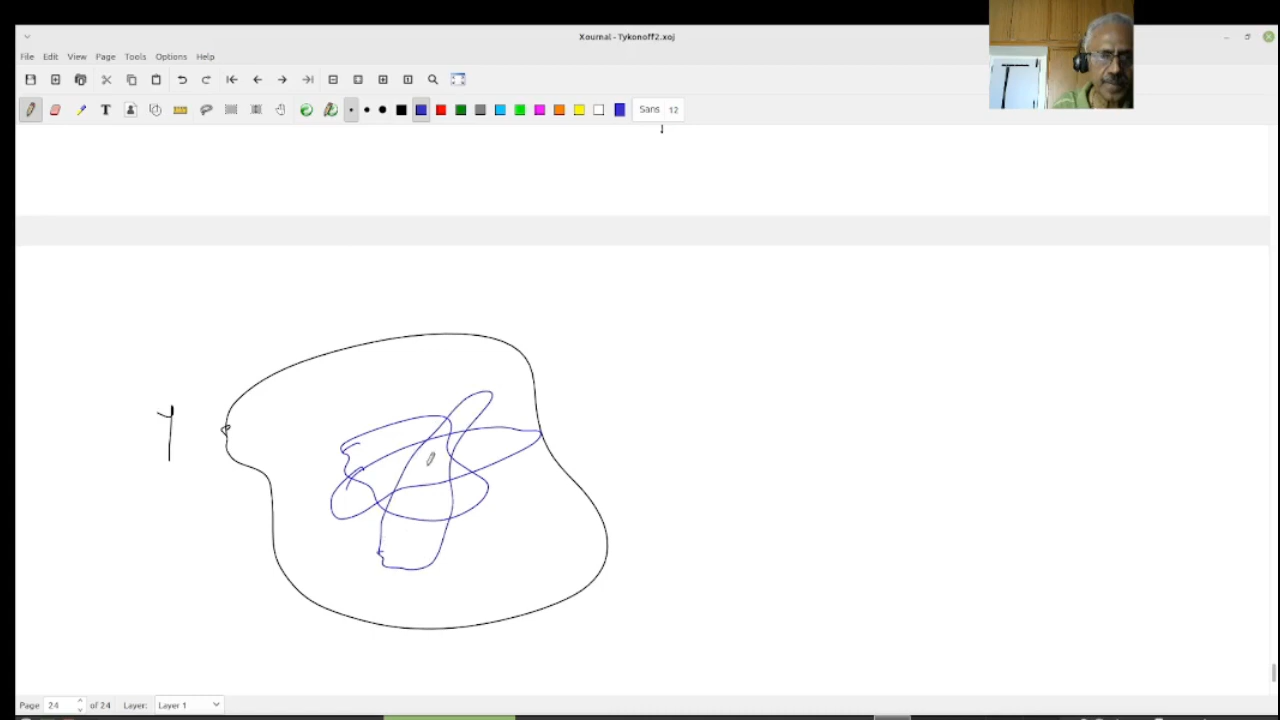 Xournal - Tykonoff2.xoj
File Edit View Page Tools Options Help
T Sans 12
Y
Page 24 of 24 Layer: Layer 1